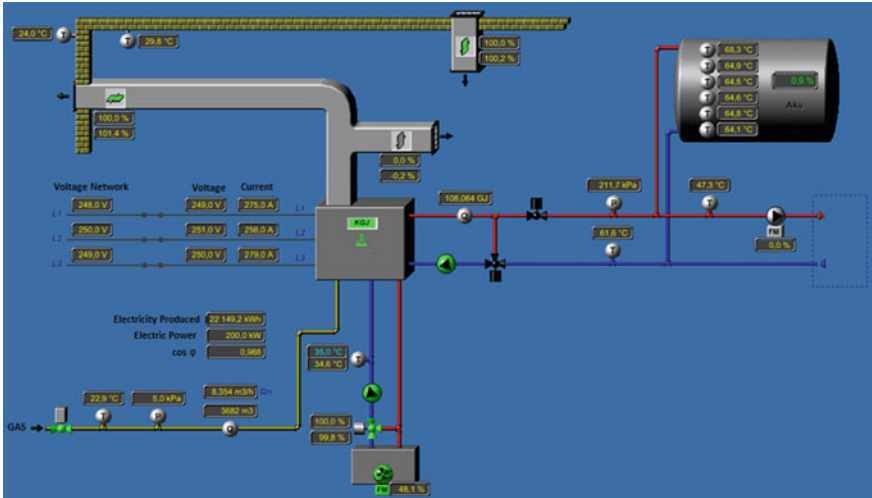 24,0 °C
T
T
29,8 °C
100,0 %
100,2 %
100,0 %
101,4 %
0,0 %
-0,2 %
T 68,3 °C
T 64,9 °C
T 64,5 °C
T 64,6 °C
T 64,8 °C
T 64,1 °C
0,9 %
Aku
Voltage Network Voltage Current
L1 248,0 V 249,0 V 275,0 A L1
L2 250,0 V 251,0 V 258,0 A L2
L3 249,0 V 250,0 V 279,0 A L3
KGJ
108,064 GJ
Q
211,7 kPa
P
47,3 °C
T
FM
0,0 %
61,6 °C
T
Electricity Produced 22 149,2 kWh
Electric Power 200,0 kW
cos φ 0,988
35,0 °C
34,6 °C
T
GAS
22,9 °C
T
5,0 kPa
P
8,354 m3/h Qn
3682 m3
Q
100,0 %
99,8 %
FM 48,1 %